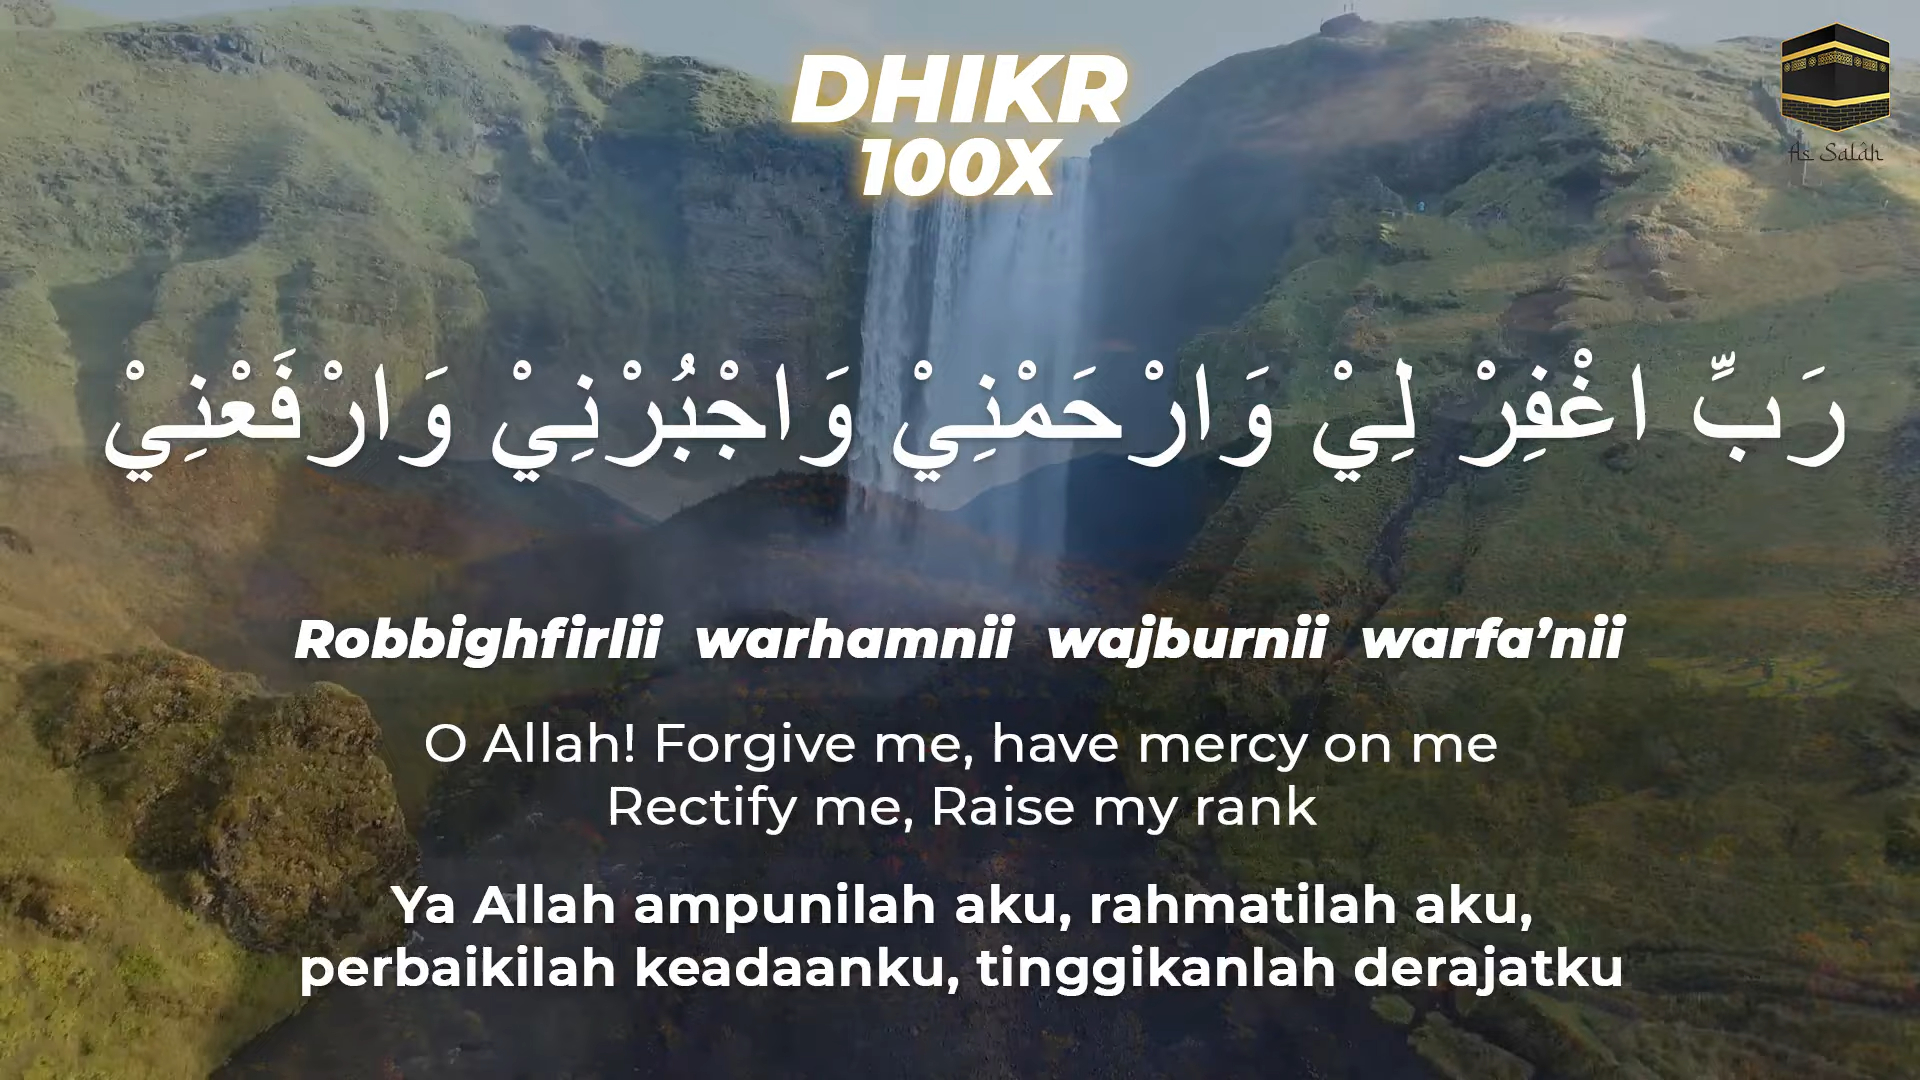 DHIKR
100X
As Salâh
رَبِّ اغْفِرْ لِيْ وَارْحَمْنِيْ وَاجْبُرْنِيْ وَارْفَعْنِيْ
Robbighfirlii warhamnii wajburnii warfa’nii
O Allah! Forgive me, have mercy on me
Rectify me, Raise my rank
Ya Allah ampunilah aku, rahmatilah aku,
perbaikilah keadaanku, tinggikanlah derajatku